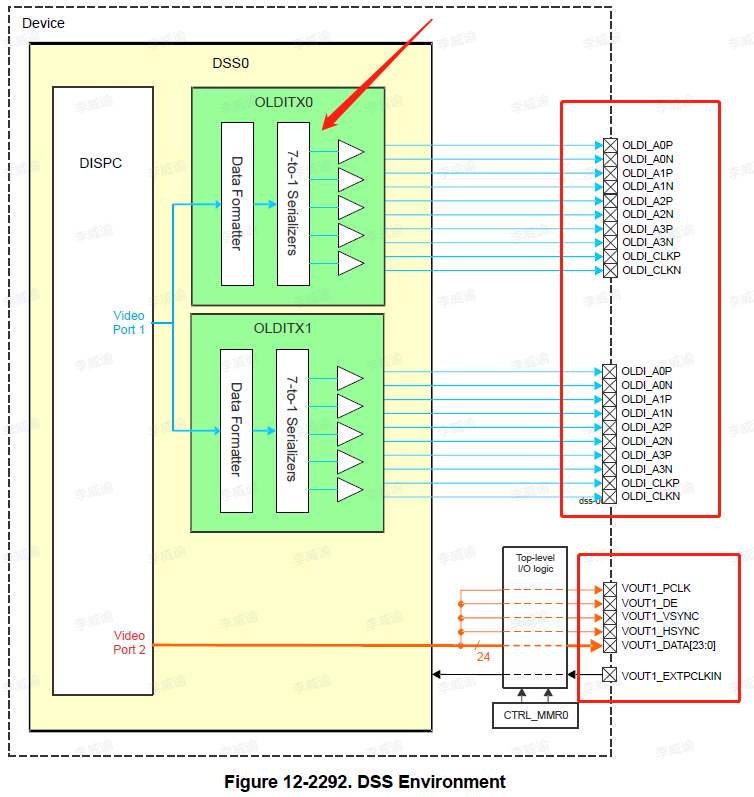 Device
DSS0
DISPC
OLDITX0
Data Formatter
7-to-1 Serializers
OLDI_A0P
OLDI_A0N
OLDI_A1P
OLDI_A1N
OLDI_A2P
OLDI_A2N
OLDI_A3P
OLDI_A3N
OLDI_CLKP
OLDI_CLKN
Video
Port 1
OLDITX1
Data Formatter
7-to-1 Serializers
OLDI_A0P
OLDI_A0N
OLDI_A1P
OLDI_A1N
OLDI_A2P
OLDI_A2N
OLDI_A3P
OLDI_A3N
OLDI_CLKP
OLDI_CLKN
Top-level
I/O logic
VOUT1_PCLK
VOUT1_DE
VOUT1_VSYNC
VOUT1_HSYNC
VOUT1_DATA[23:0]
VOUT1_EXTPCLKIN
Video
Port 2
24
CTRL_MMR0
Figure 12-2292. DSS Environment
李威谕